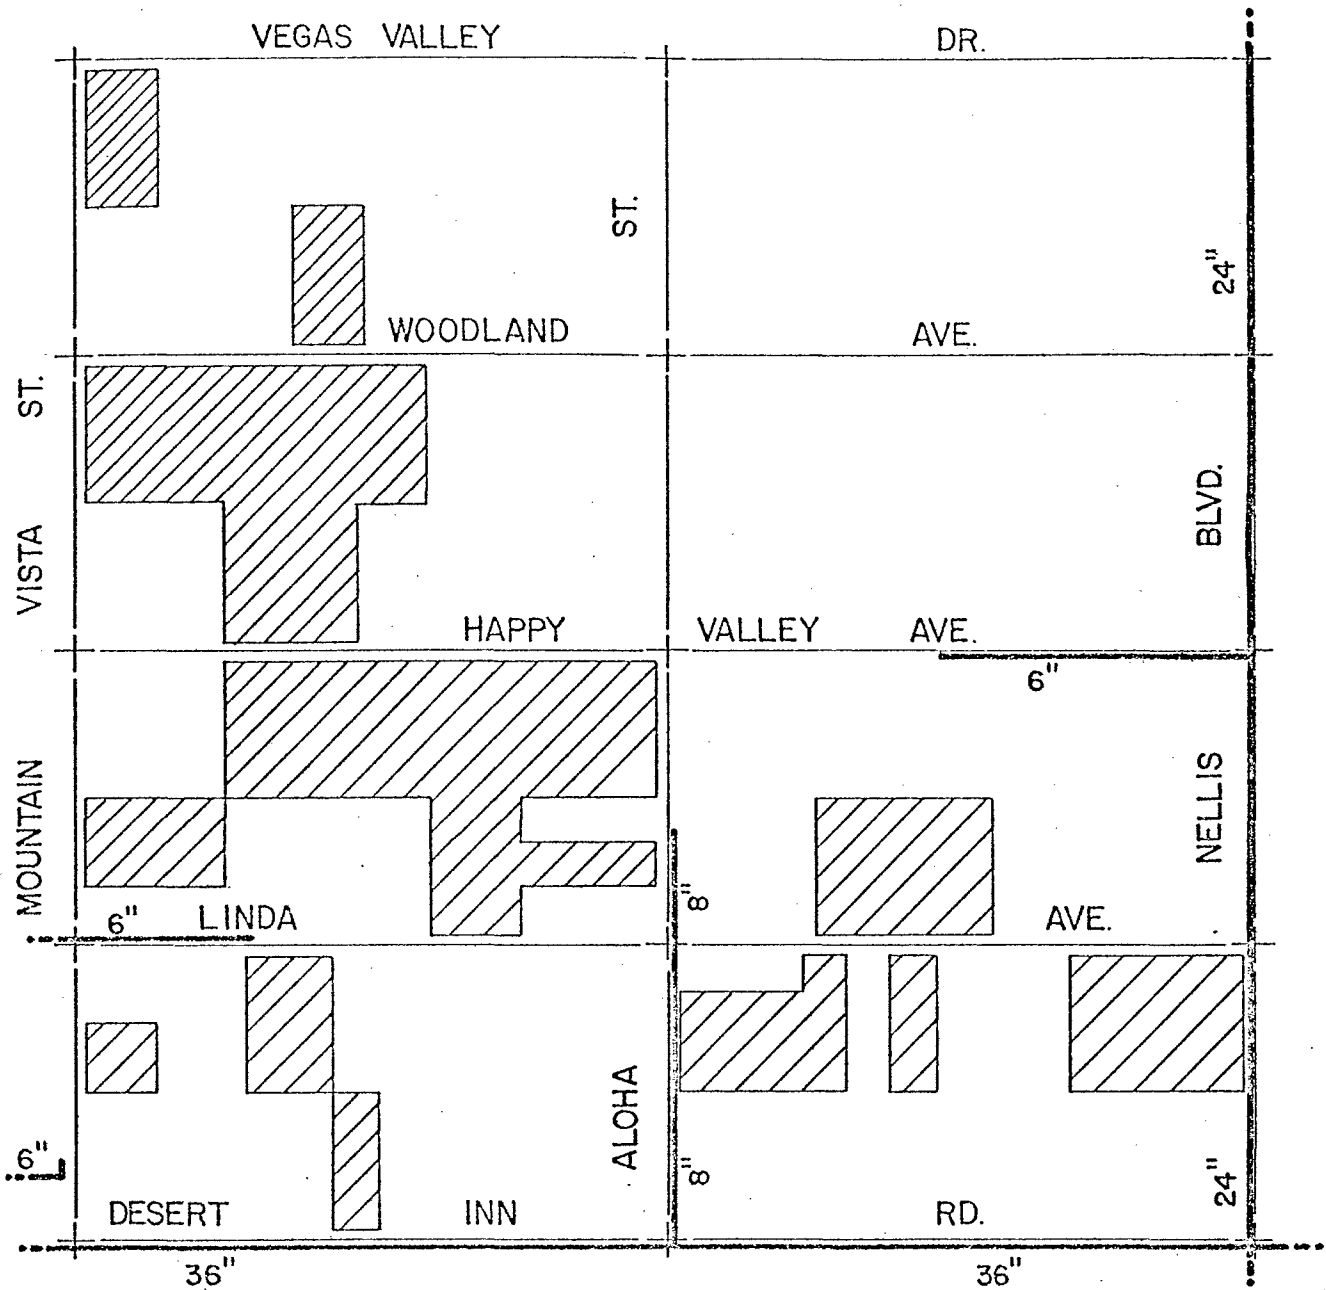 VEGAS VALLEY DR.
ST.
24"
WOODLAND AVE.
MOUNTAIN VISTA ST.
NELLIS BLVD.
HAPPY VALLEY AVE.
6"
8"
6" LINDA AVE.
ALOHA
6"
8"
24"
DESERT INN RD.
36" 36"